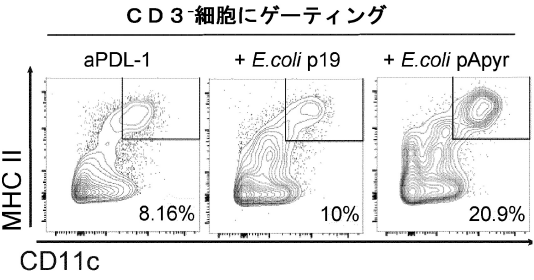 ＣＤ３⁻細胞にゲーティング
aPDL-1
+ E.coli p19
+ E.coli pApyr
MHC II
8.16%
10%
20.9%
CD11c